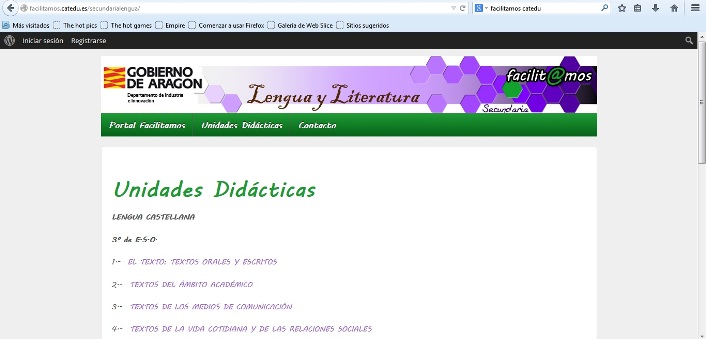 facilitamos.catedu.es/secundarialengua/
facilitamos catedu
Más visitados
The hot pics
The hot games
Empire
Comenzar a usar Firefox
Galería de Web Slice
Sitios sugeridos
Iniciar sesión
Registrarse
GOBIERNO
DE ARAGON
Departamento de Industria
e Innovación
Lengua y Literatura
facilit@mos
Secundaria
Portal Facilitamos
Unidades Didácticas
Contacto
Unidades Didácticas
LENGUA CASTELLANA
3º de E.S.O.
1.- EL TEXTO: TEXTOS ORALES Y ESCRITOS
2.- TEXTOS DEL ÁMBITO ACADÉMICO
3.- TEXTOS DE LOS MEDIOS DE COMUNICACIÓN
4.- TEXTOS DE LA VIDA COTIDIANA Y DE LAS RELACIONES SOCIALES